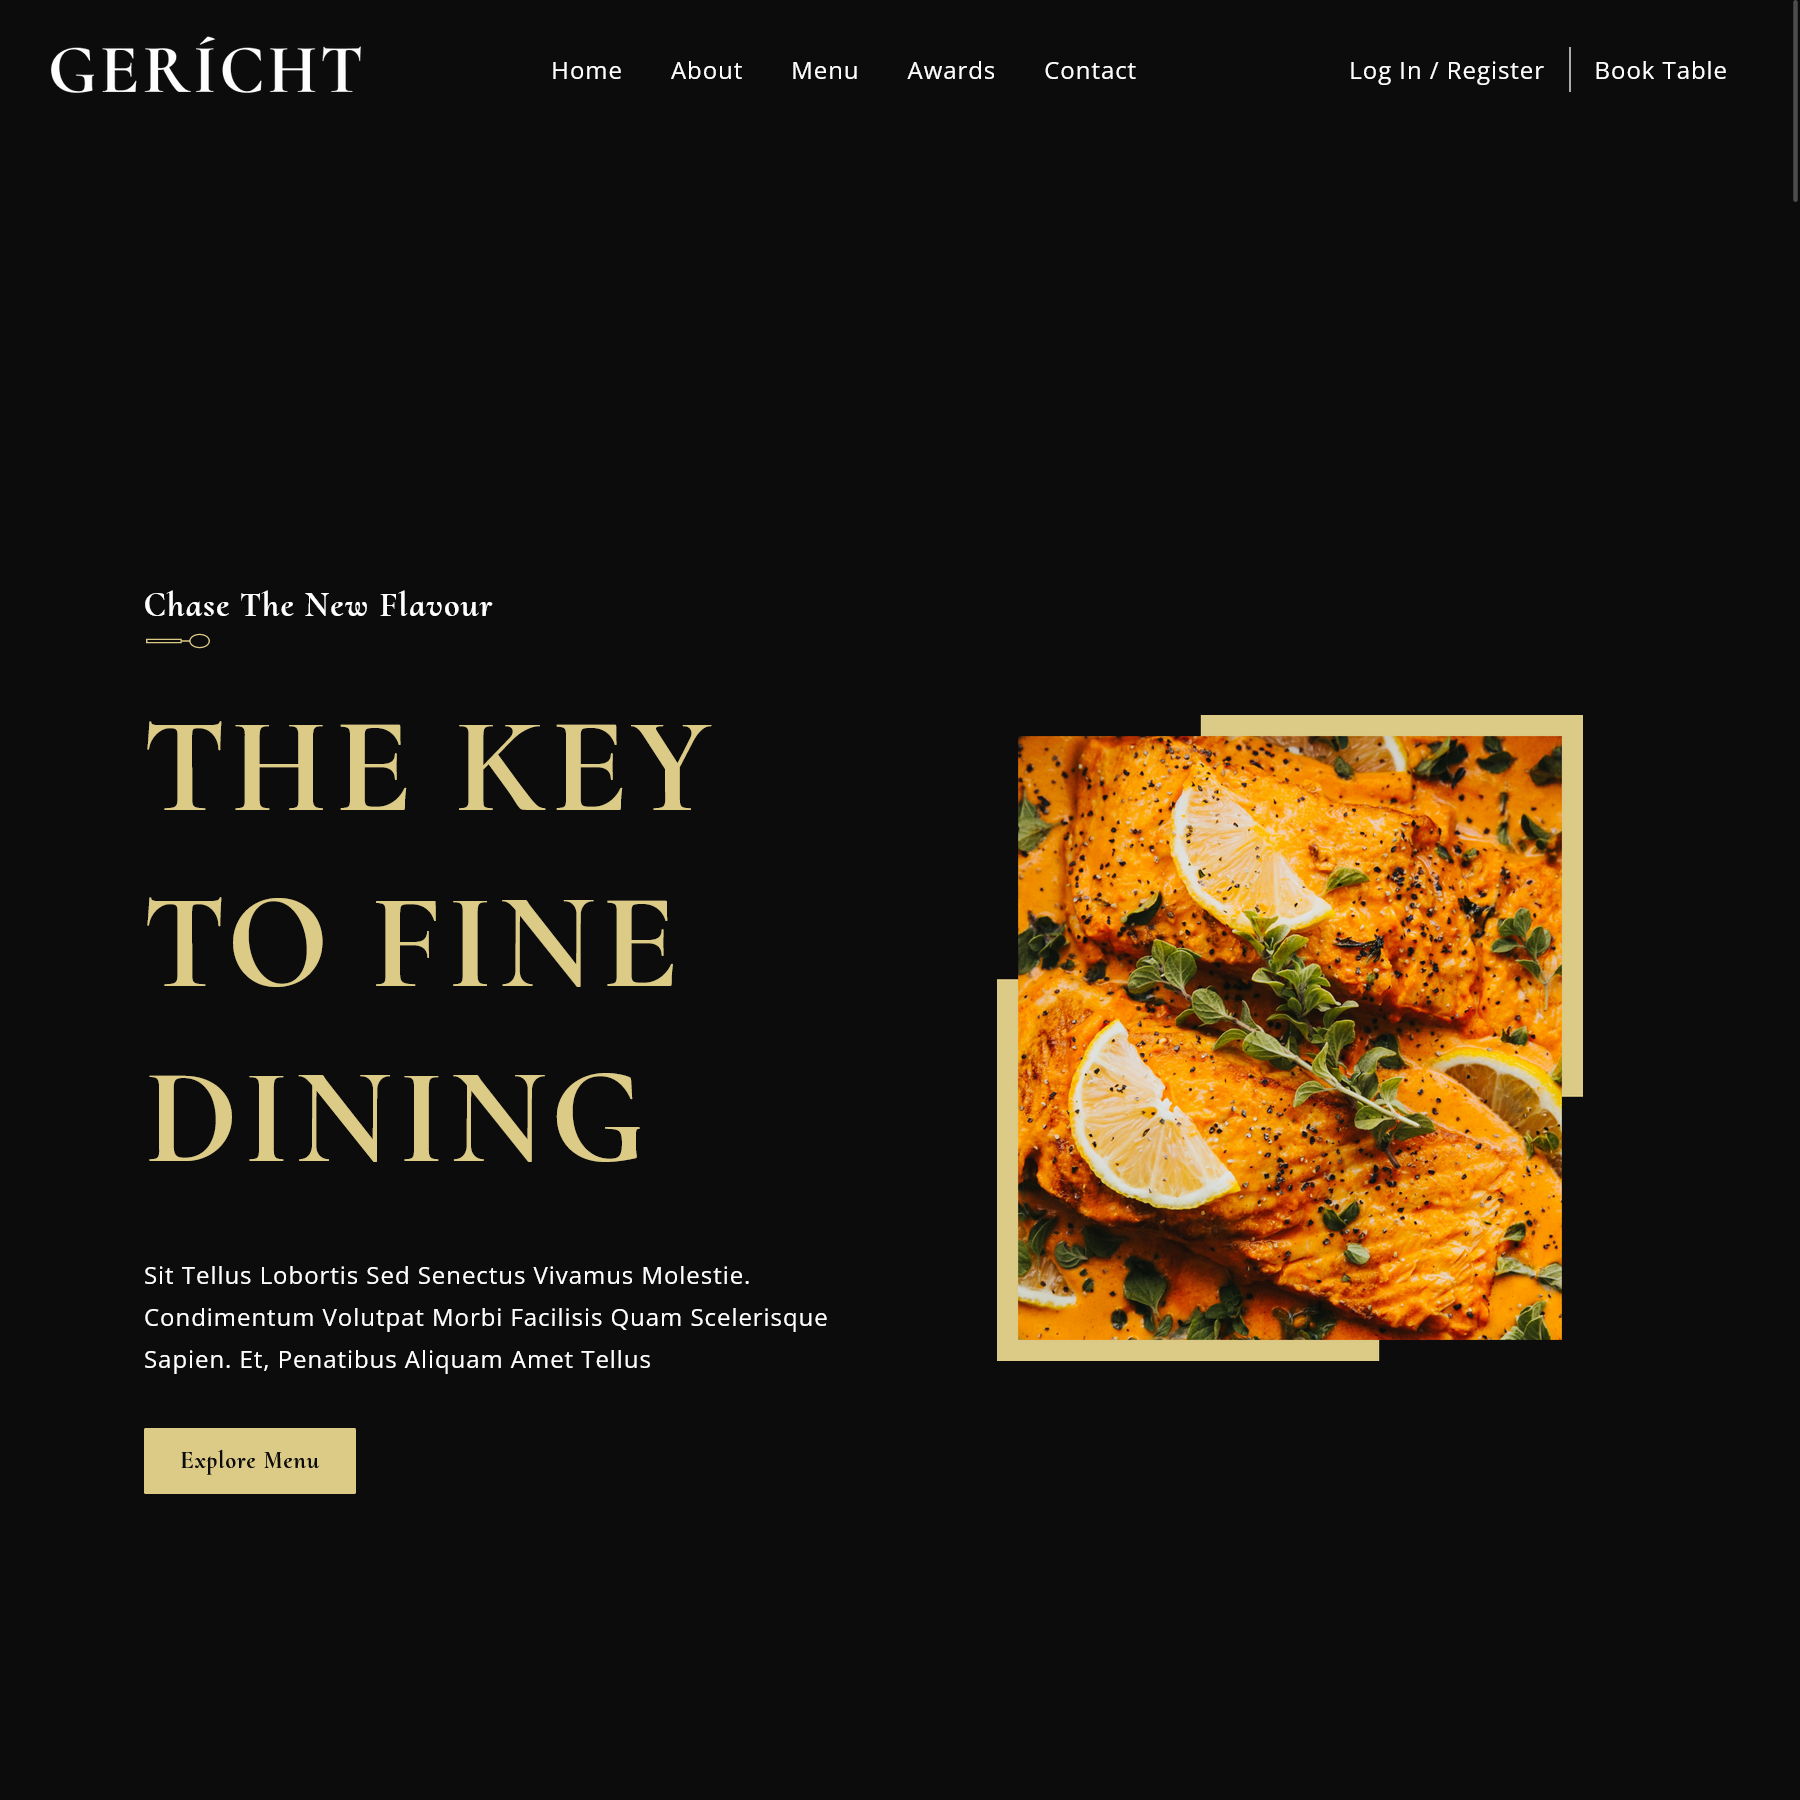 GERÍCHT
Home About Menu Awards Contact
Log In / Register Book Table
Chase The New Flavour
THE KEY
TO FINE
DINING
Sit Tellus Lobortis Sed Senectus Vivamus Molestie.
Condimentum Volutpat Morbi Facilisis Quam Scelerisque
Sapien. Et, Penatibus Aliquam Amet Tellus
Explore Menu